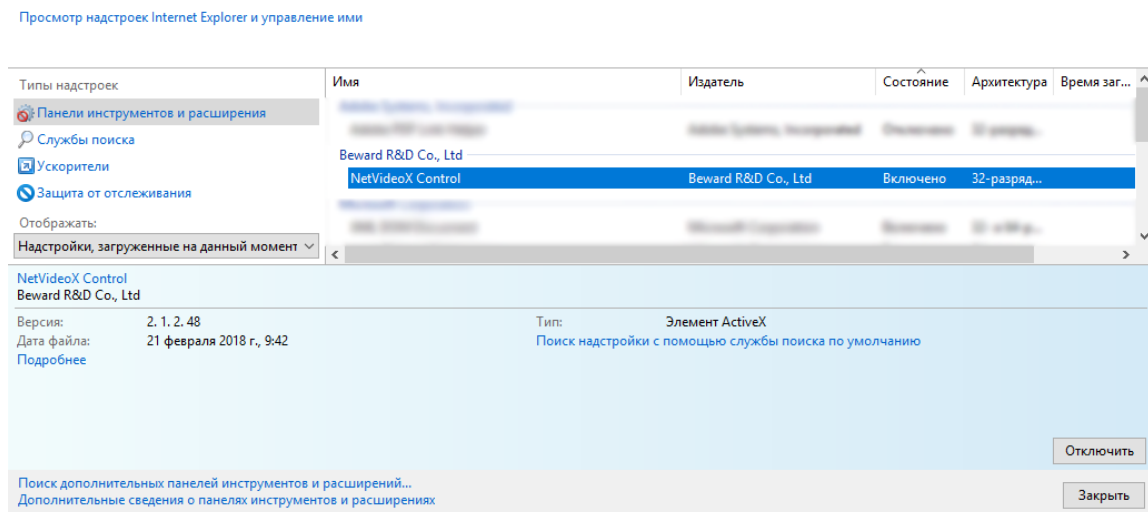 Просмотр надстроек Internet Explorer и управление ими
Типы надстроек
Панели инструментов и расширения
Службы поиска
Ускорители
Защита от отслеживания
Отображать:
Надстройки, загруженные на данный момент
Имя Издатель Состояние Архитектура Время заг...
Beward R&D Co., Ltd
NetVideoX Control Beward R&D Co., Ltd Включено 32-разряд...
NetVideoX Control
Beward R&D Co., Ltd
Версия: 2. 1. 2. 48 Тип: Элемент ActiveX
Дата файла: 21 февраля 2018 г., 9:42 Поиск надстройки с помощью службы поиска по умолчанию
Подробнее
Отключить
Поиск дополнительных панелей инструментов и расширений...
Дополнительные сведения о панелях инструментов и расширениях
Закрыть